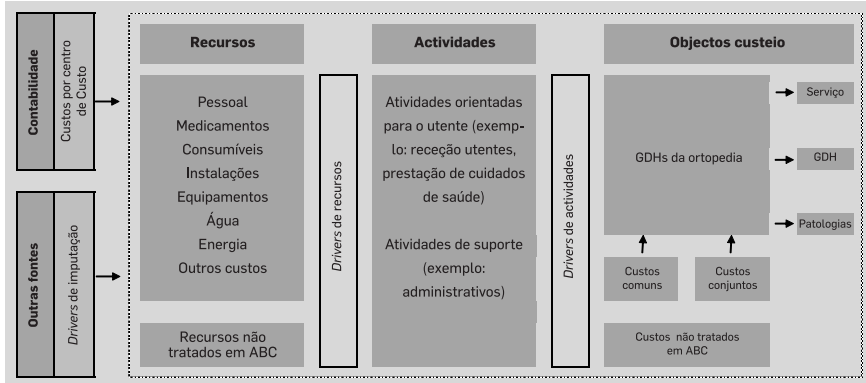 Contabilidade
Custos por centro
de Custo
Outras fontes
Drivers de imputação
Recursos
Pessoal
Medicamentos
Consumíveis
Instalações
Equipamentos
Água
Energia
Outros custos
Recursos não
tratados em ABC
Drivers de recursos
Actividades
Atividades orientadas
para o utente (exemp-
lo: receção utentes,
prestação de cuidados
de saúde)
Atividades de suporte
(exemplo:
administrativos)
Drivers de actividades
Objectos custeio
GDHs da ortopedia
Serviço
GDH
Patologias
Custos
comuns
Custos
conjuntos
Custos não tratados
em ABC